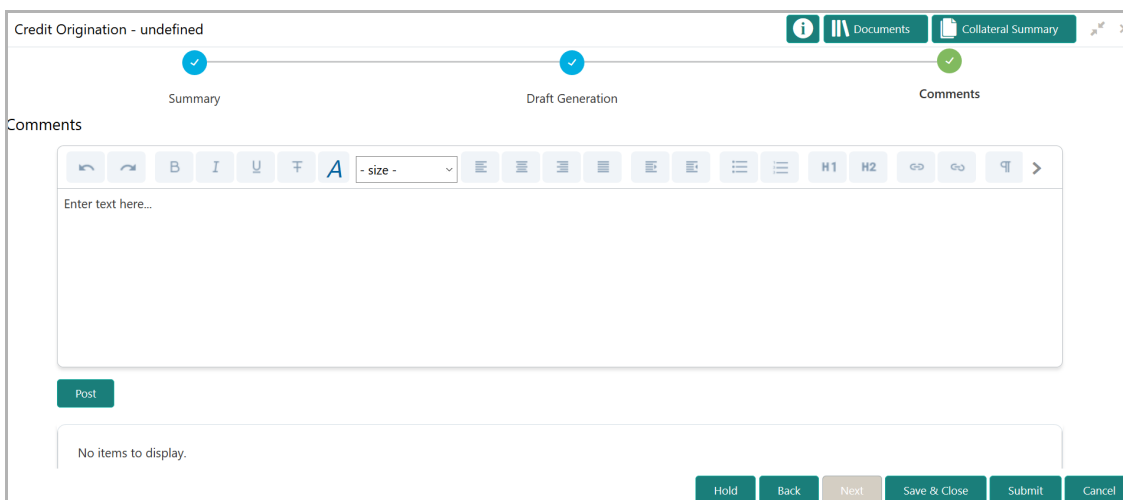 Credit Origination - undefined
Documents
Collateral Summary
Summary
Draft Generation
Comments
Comments
B I U T A - size - H1 H2 ¶
Enter text here...
Post
No items to display.
Hold Back Next Save & Close Submit Cancel